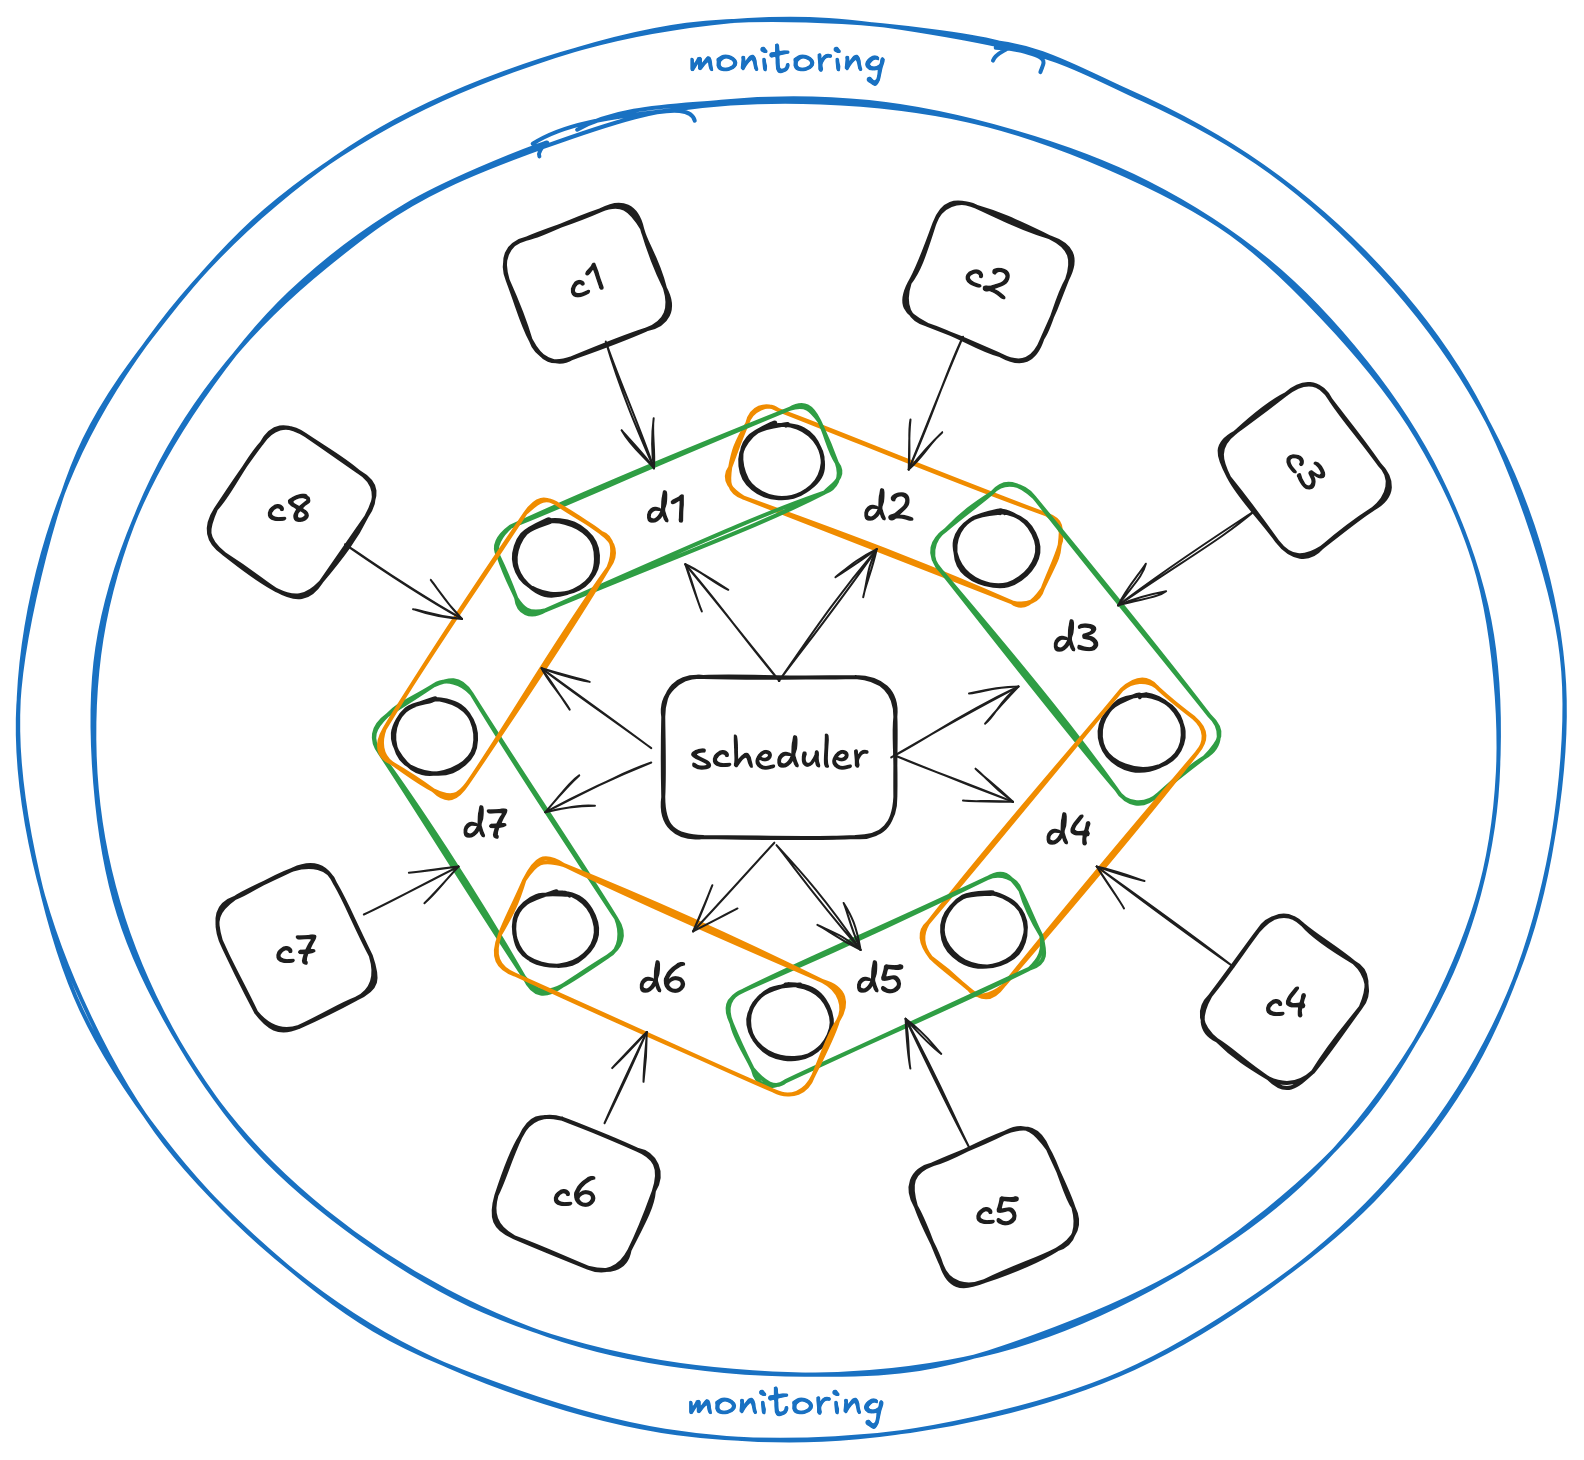 monitoring
c1
c2
c3
c8
d1
d2
d3
scheduler
d7
d4
d6
d5
c7
c4
c6
c5
monitoring